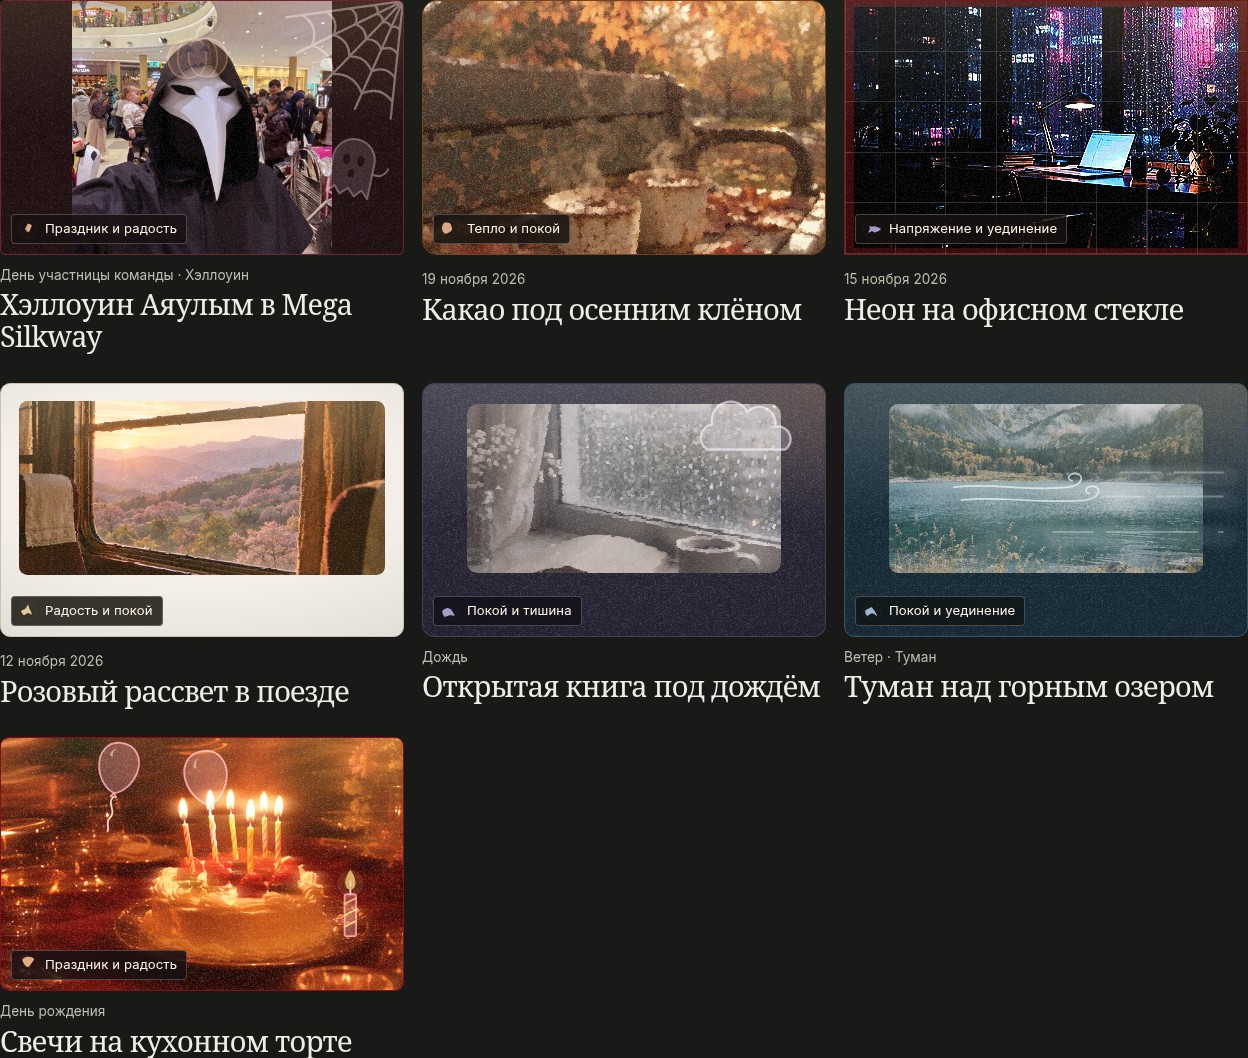 Праздник и радость
День участницы команды · Хэллоуин
Хэллоуин Аяулым в Mega
Silkway
Тепло и покой
19 ноября 2026
Какао под осенним клёном
Напряжение и уединение
15 ноября 2026
Неон на офисном стекле
Радость и покой
12 ноября 2026
Розовый рассвет в поезде
Покой и тишина
Дождь
Открытая книга под дождём
Покой и уединение
Ветер · Туман
Туман над горным озером
Праздник и радость
День рождения
Свечи на кухонном торте